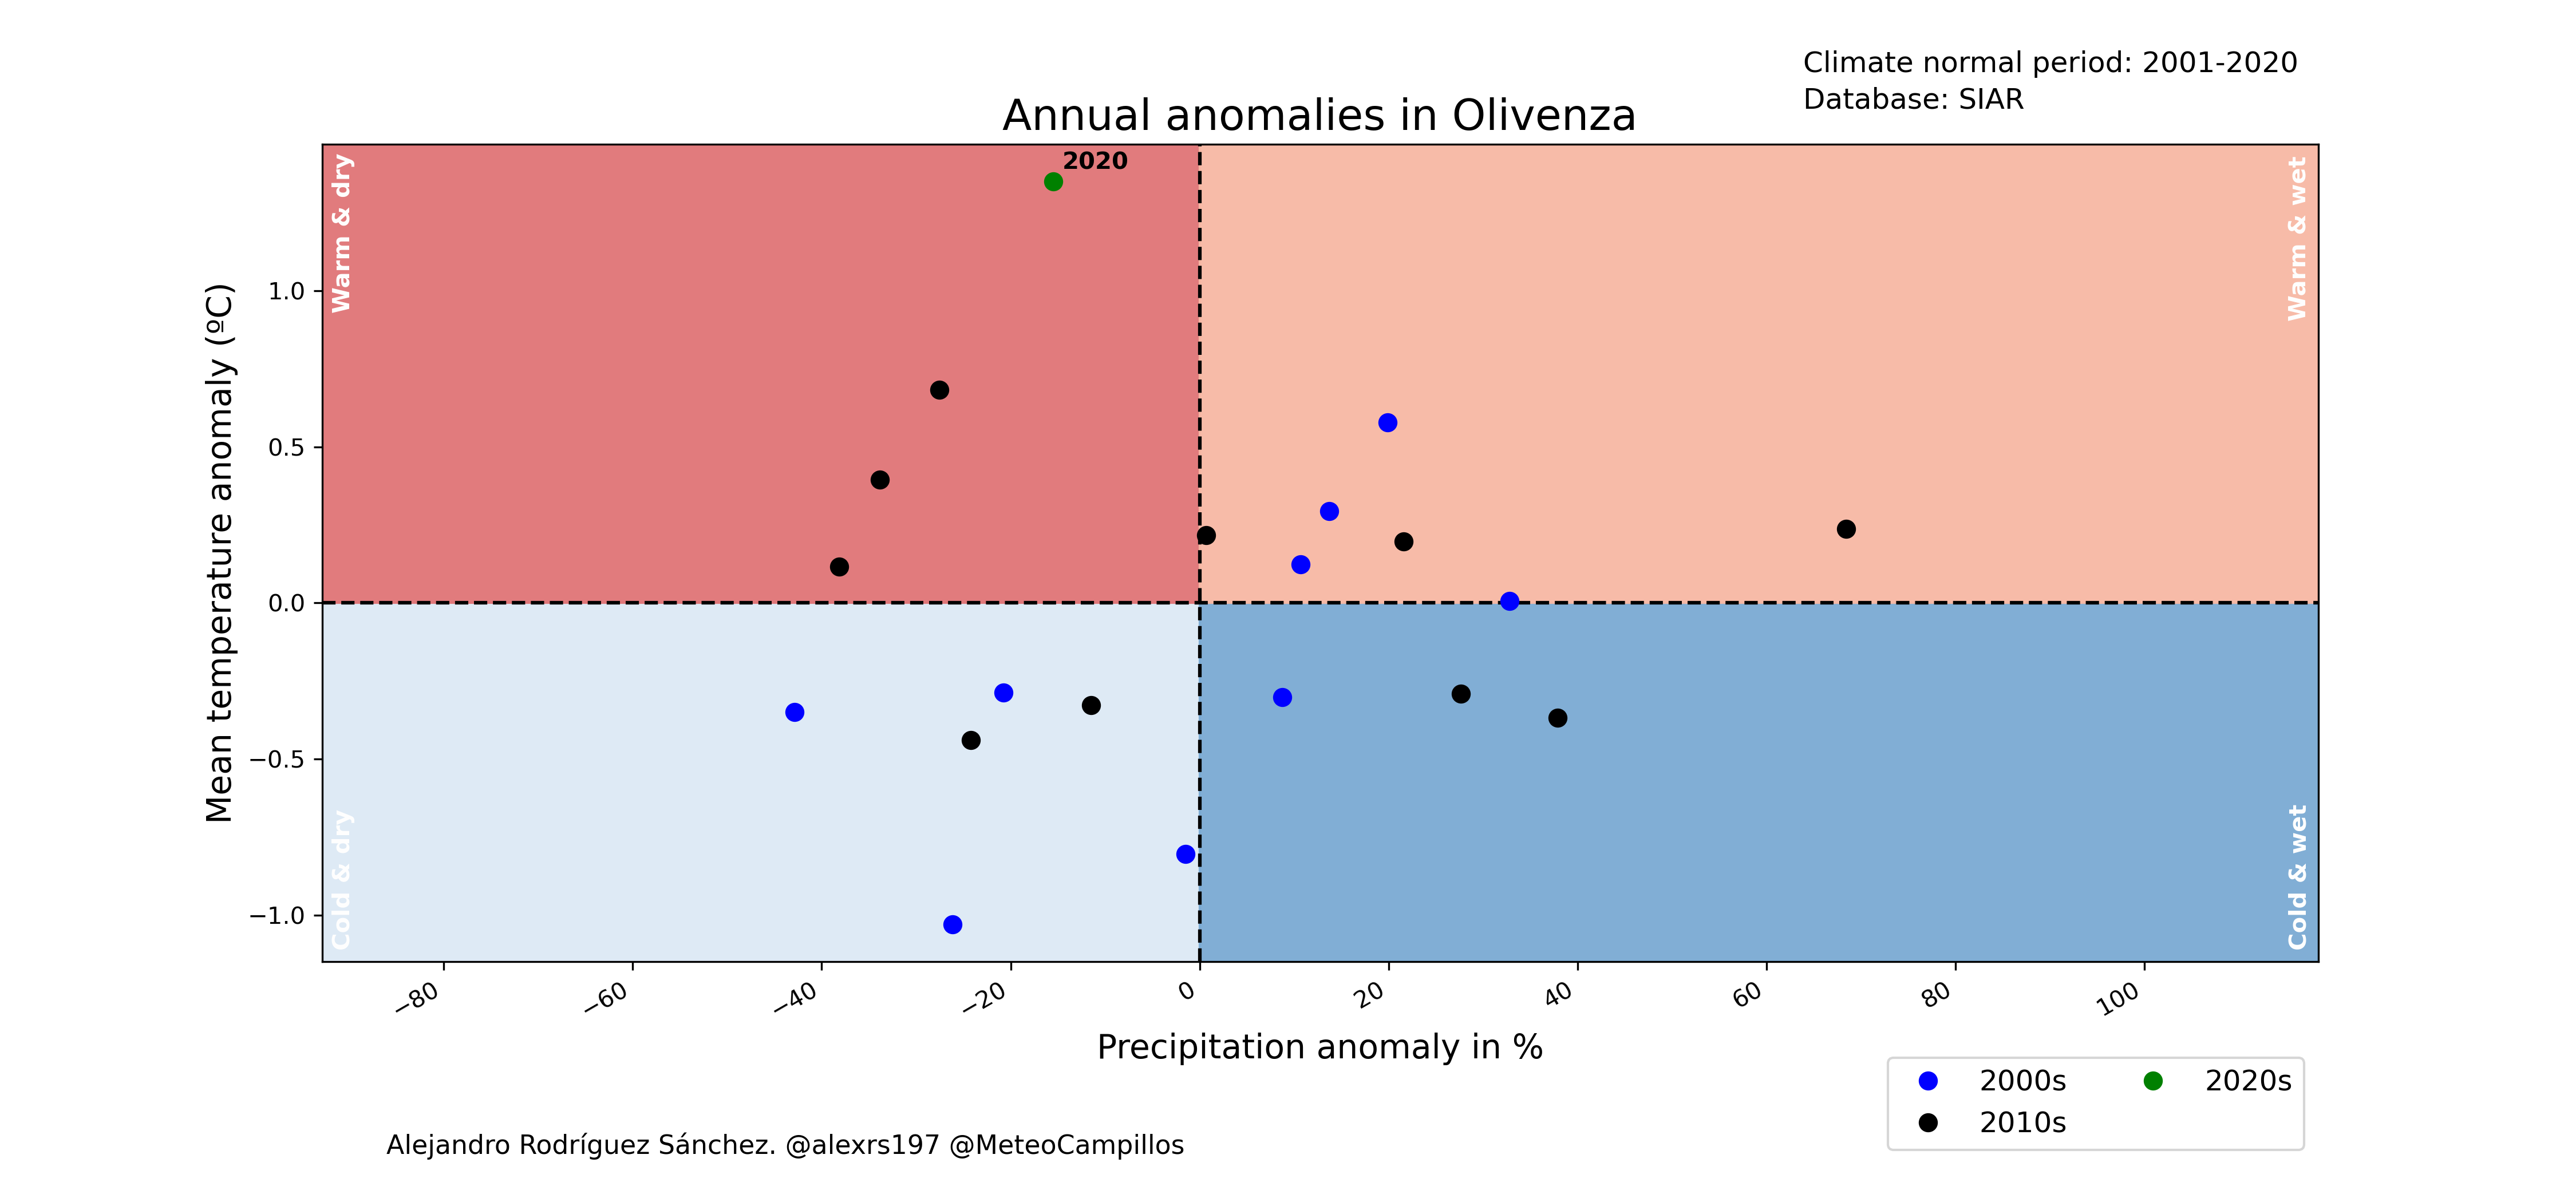 Climate normal period: 2001-2020
Database: SIAR
Annual anomalies in Olivenza
2020
Warm & dry
Warm & wet
Cold & dry
Cold & wet
Mean temperature anomaly (ºC)
1.0
0.5
0.0
−0.5
−1.0
−80
−60
−40
−20
0
20
40
60
80
100
Precipitation anomaly in %
2000s
2010s
2020s
Alejandro Rodríguez Sánchez. @alexrs197 @MeteoCampillos